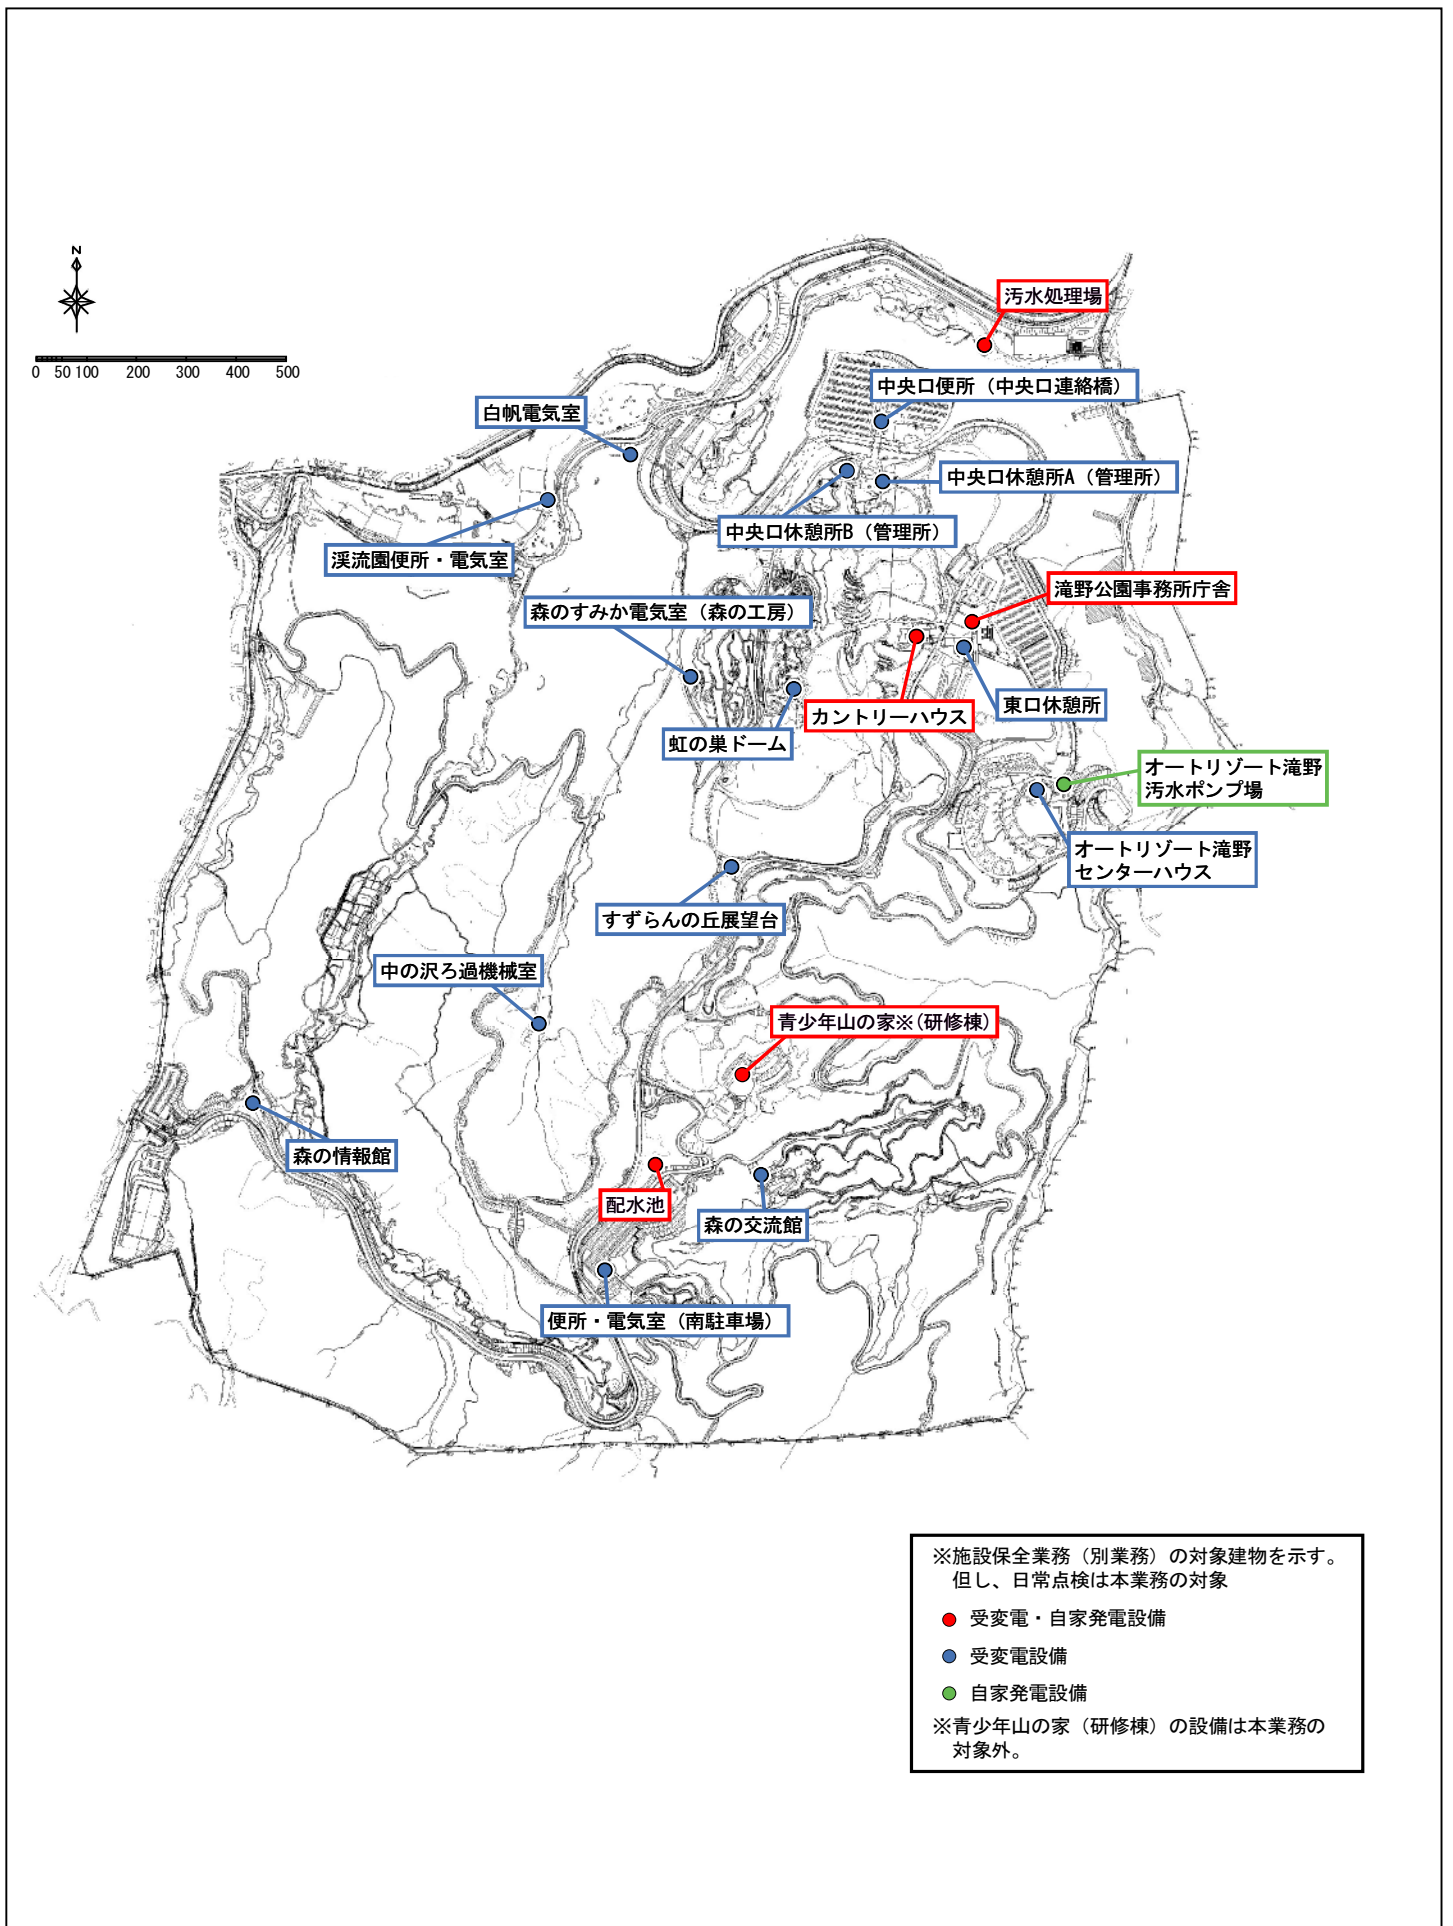 N
0 50 100 200 300 400 500
汚水処理場
中央口便所（中央口連絡橋）
白帆電気室
中央口休憩所A（管理所）
中央口休憩所B（管理所）
渓流園便所・電気室
滝野公園事務所庁舎
森のすみか電気室（森の工房）
東口休憩所
カントリーハウス
虹の巣ドーム
オートリゾート滝野
汚水ポンプ場
オートリゾート滝野
センターハウス
すずらんの丘展望台
中の沢ろ過機械室
青少年山の家※(研修棟)
森の情報館
配水池
森の交流館
便所・電気室（南駐車場）
※施設保全業務（別業務）の対象建物を示す。
但し、日常点検は本業務の対象
受変電・自家発電設備
受変電設備
自家発電設備
※青少年山の家（研修棟）の設備は本業務の
対象外。